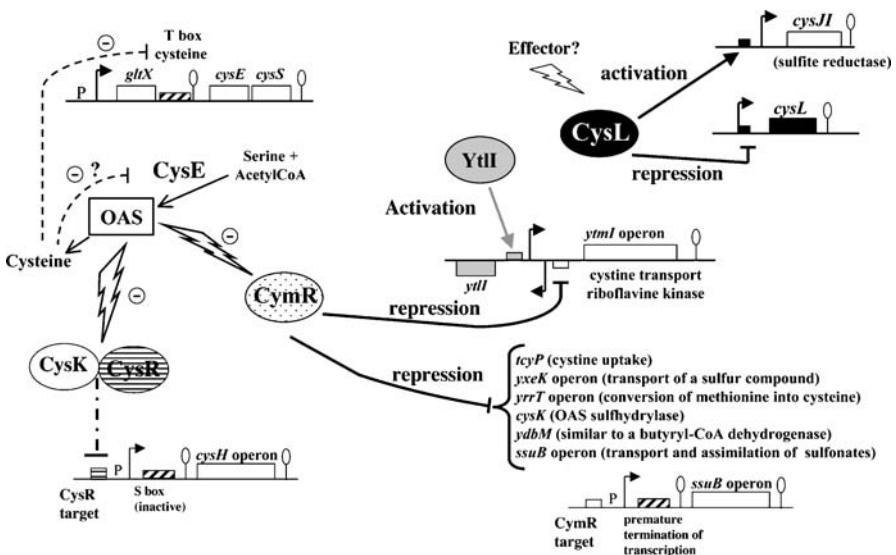 T box
cysteine
P
gltX
cysE
cysS
?
CysE
Serine +
AcetylCoA
OAS
Cysteine
CysK
CysR
cysH operon
P
CysR
target
S box
(inactive)
CymR
repression
repression
Effector?
CysL
activation
cysJI
(sulfite reductase)
cysL
repression
YtlI
Activation
ytmI operon
ytlI
cystine transport
riboflavine kinase
tcyP (cystine uptake)
yxeK operon (transport of a sulfur compound)
yrrT operon (conversion of methionine into cysteine)
cysK (OAS sulfhydrylase)
ydbM (similar to a butyryl-CoA dehydrogenase)
ssuB operon (transport and assimilation of sulfonates)
ssuB operon
P
CymR
target
premature
termination of
transcription